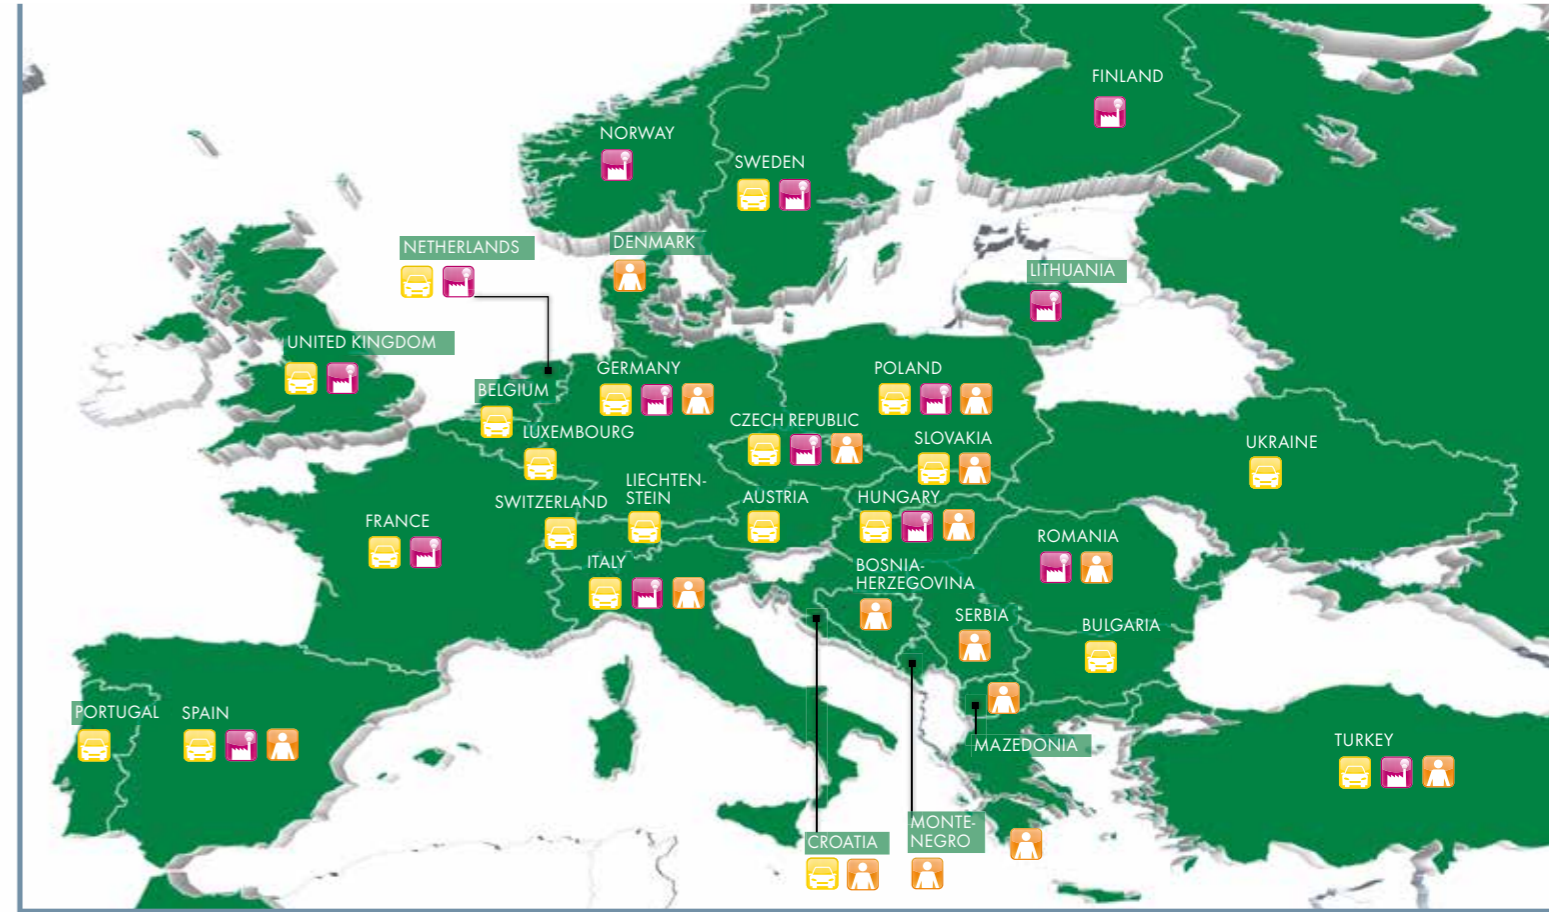 FINLAND
NORWAY
SWEDEN
NETHERLANDS
DENMARK
LITHUANIA
UNITED KINGDOM
GERMANY
POLAND
BELGIUM
CZECH REPUBLIC
LUXEMBOURG
SLOVAKIA
UKRAINE
LIECHTEN-
STEIN
SWITZERLAND
AUSTRIA
HUNGARY
FRANCE
ROMANIA
ITALY
BOSNIA-
HERZEGOVINA
SERBIA
BULGARIA
PORTUGAL
SPAIN
MAZEDONIA
TURKEY
CROATIA
MONTE-
NEGRO